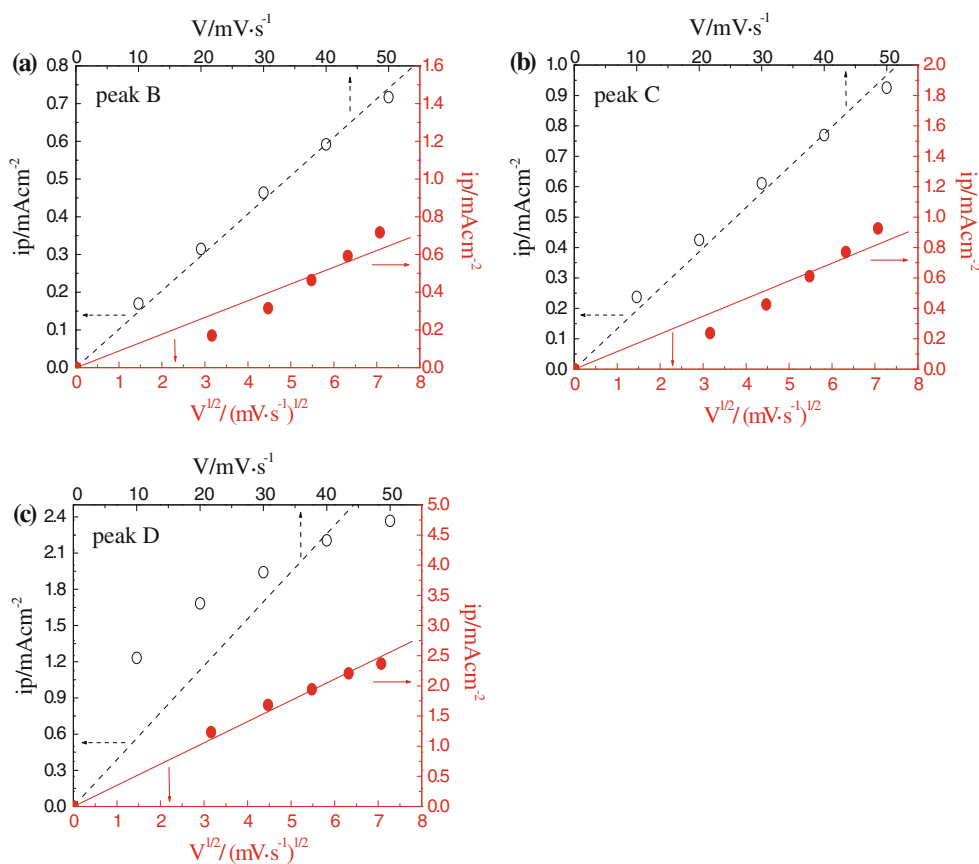 V/mV·s⁻¹
0 10 20 30 40 50
(a)
peak B
0.8
0.7
0.6
0.5
0.4
0.3
0.2
0.1
0.0
ip/mAcm⁻²
1.6
1.4
1.2
1.0
0.8
0.6
0.4
0.2
0.0
ip/mAcm⁻²
0 1 2 3 4 5 6 7 8
V^1/2/(mV·s⁻¹)^1/2
V/mV·s⁻¹
0 10 20 30 40 50
(b)
peak C
1.0
0.9
0.8
0.7
0.6
0.5
0.4
0.3
0.2
0.1
0.0
ip/mAcm⁻²
2.0
1.8
1.6
1.4
1.2
1.0
0.8
0.6
0.4
0.2
0.0
ip/mAcm⁻²
0 1 2 3 4 5 6 7 8
V^1/2/(mV·s⁻¹)^1/2
V/mV·s⁻¹
0 10 20 30 40 50
(c)
peak D
2.4
2.1
1.8
1.5
1.2
0.9
0.6
0.3
0.0
ip/mAcm⁻²
5.0
4.5
4.0
3.5
3.0
2.5
2.0
1.5
1.0
0.5
0.0
ip/mAcm⁻²
0 1 2 3 4 5 6 7 8
V^1/2/(mV·s⁻¹)^1/2